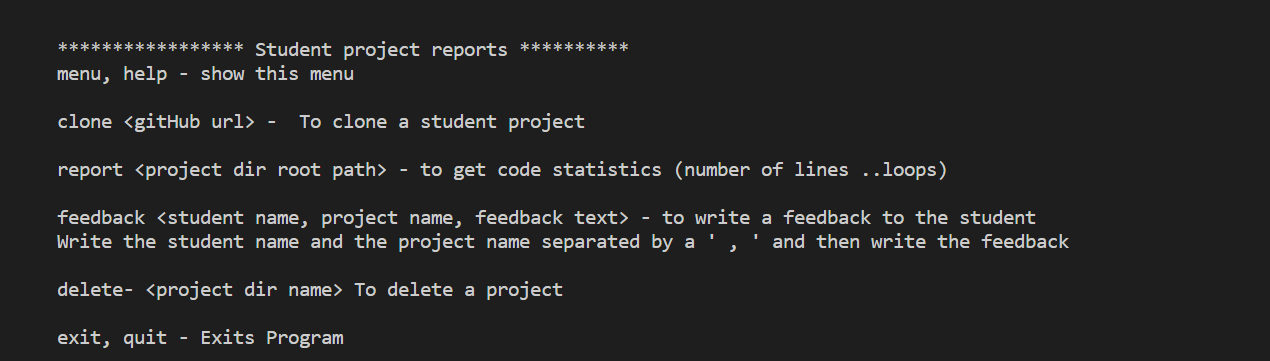 ***************** Student project reports **********
menu, help - show this menu
clone <gitHub url> -  To clone a student project
report <project dir root path> - to get code statistics (number of lines ..loops)
feedback <student name, project name, feedback text> - to write a feedback to the student
Write the student name and the project name separated by a ' , ' and then write the feedback
delete- <project dir name> To delete a project
exit, quit - Exits Program